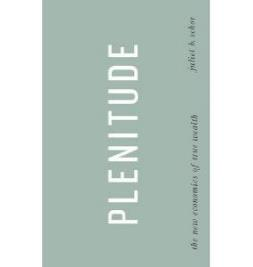 PLENITUDE
the new economics of true wealth
juliet b. schor